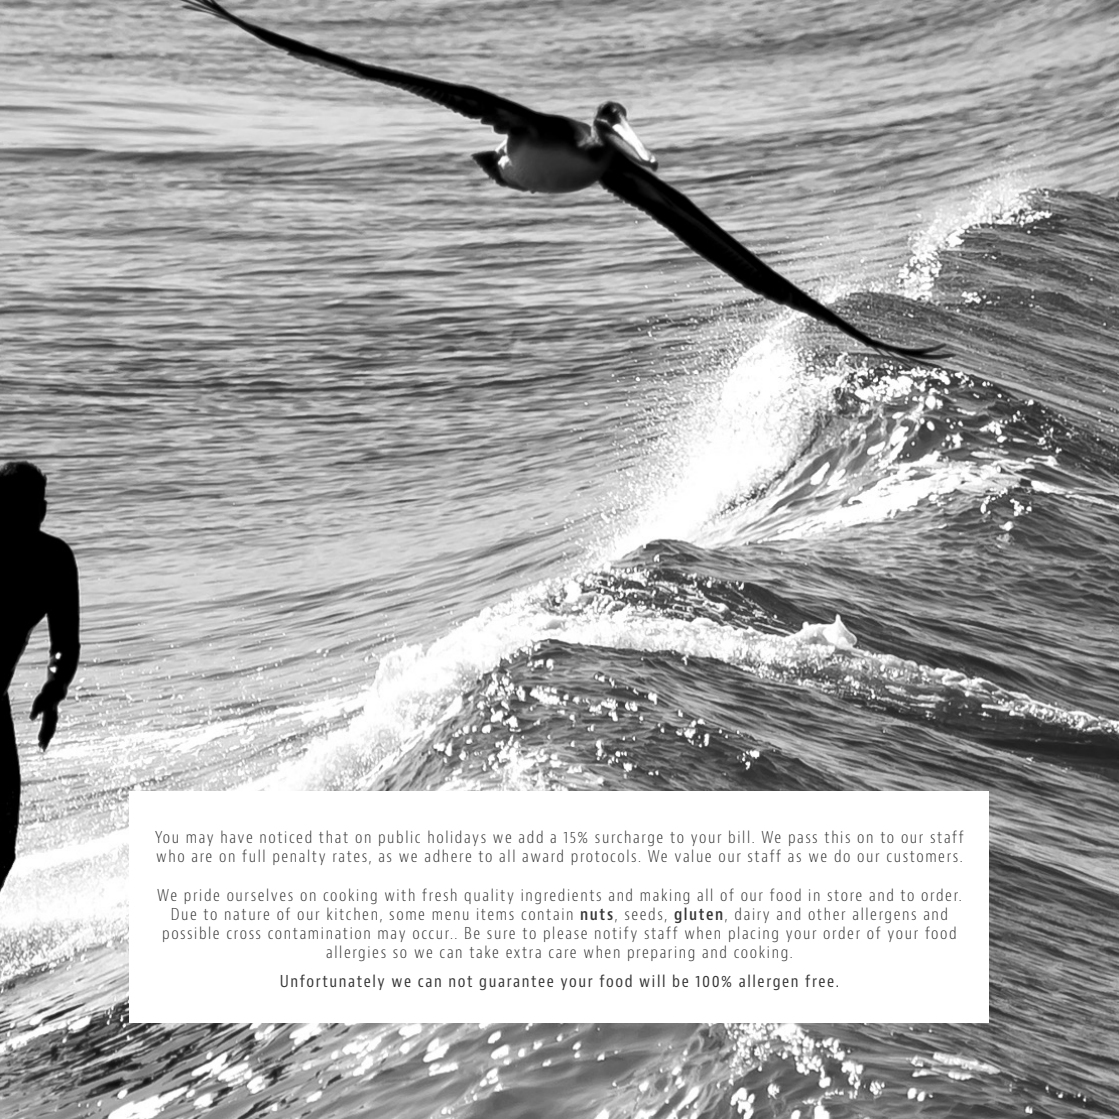 You may have noticed that on public holidays we add a 15% surcharge to your bill. We pass this on to our staff
who are on full penalty rates, as we adhere to all award protocols. We value our staff as we do our customers.
We pride ourselves on cooking with fresh quality ingredients and making all of our food in store and to order.
Due to nature of our kitchen, some menu items contain nuts, seeds, gluten, dairy and other allergens and
possible cross contamination may occur.. Be sure to please notify staff when placing your order of your food
allergies so we can take extra care when preparing and cooking.
Unfortunately we can not guarantee your food will be 100% allergen free.